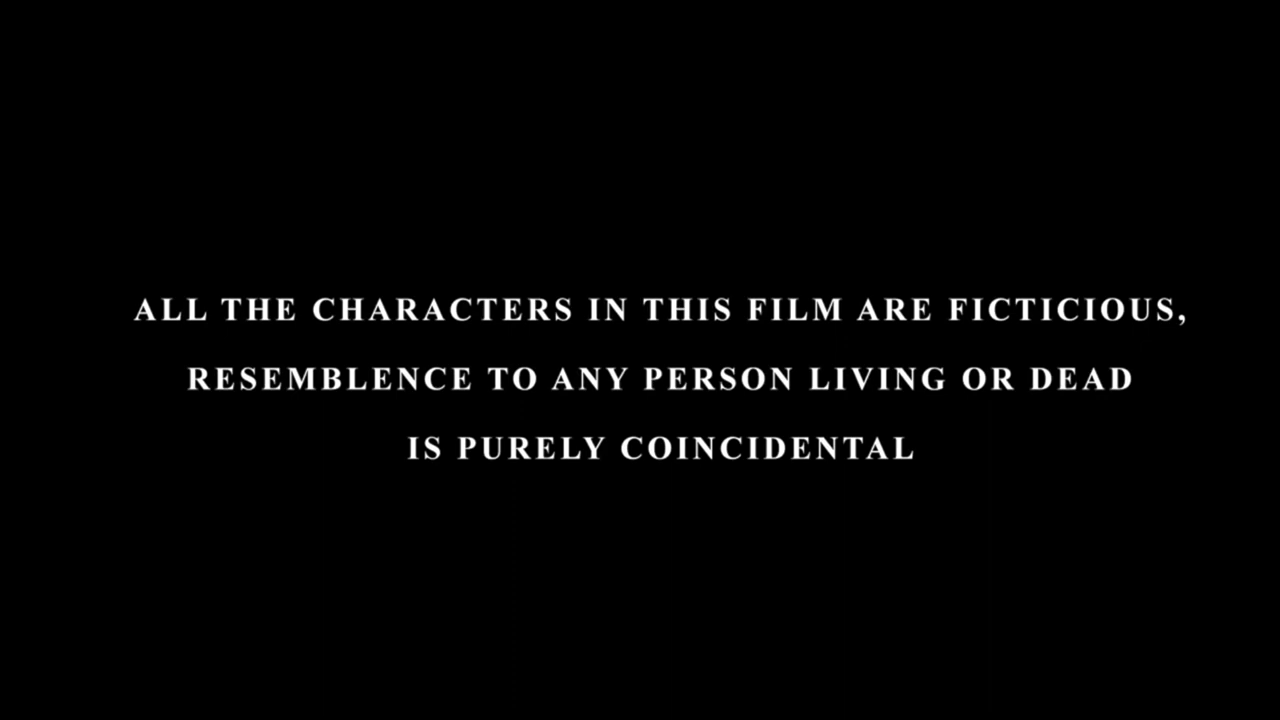 ALL THE CHARACTERS IN THIS FILM ARE FICTICIOUS,
RESEMBLENCE TO ANY PERSON LIVING OR DEAD
IS PURELY COINCIDENTAL